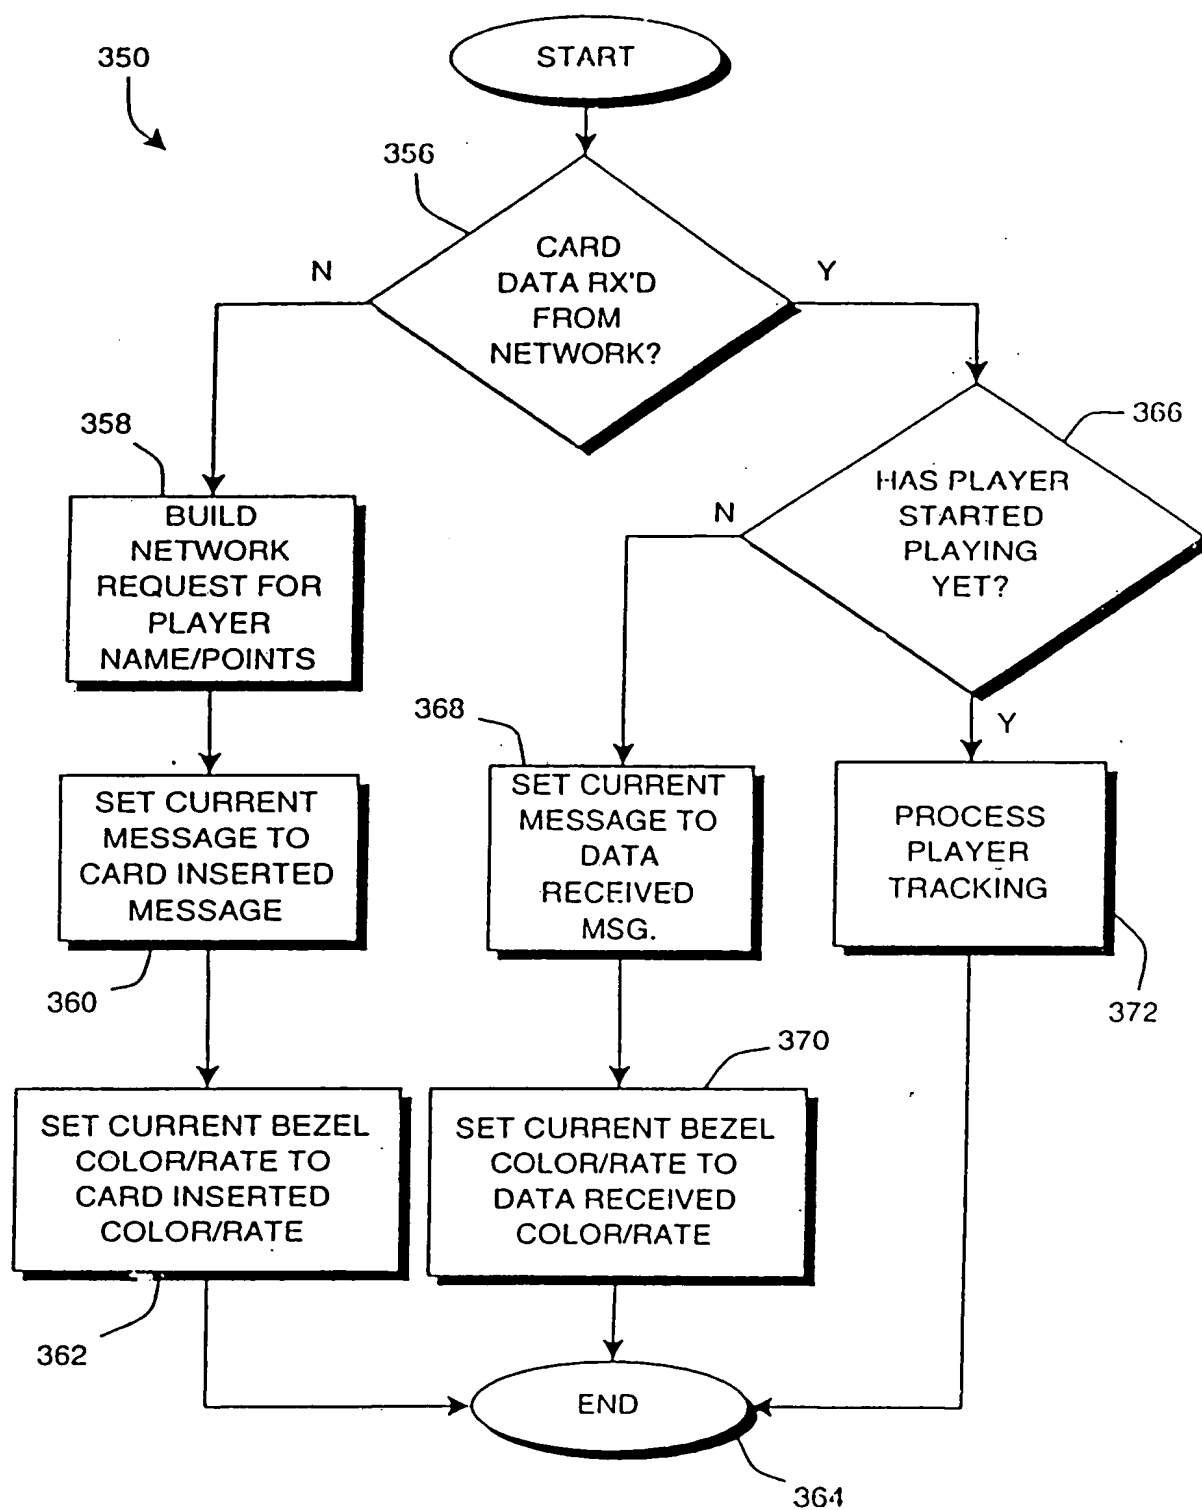 350
START
356
CARD
DATA RX'D
FROM
NETWORK?
N
Y
358
BUILD
NETWORK
REQUEST FOR
PLAYER
NAME/POINTS
366
HAS PLAYER
STARTED
PLAYING
YET?
N
Y
368
SET CURRENT
MESSAGE TO
CARD INSERTED
MESSAGE
360
SET CURRENT
MESSAGE TO
DATA
RECEIVED
MSG.
PROCESS
PLAYER
TRACKING
372
370
SET CURRENT BEZEL
COLOR/RATE TO
CARD INSERTED
COLOR/RATE
362
SET CURRENT BEZEL
COLOR/RATE TO
DATA RECEIVED
COLOR/RATE
END
364